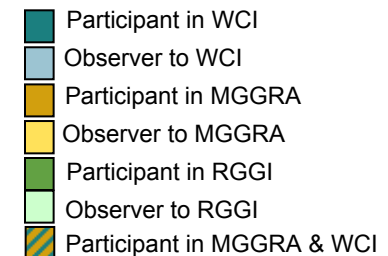 Participant in WCI
Observer to WCI
Participant in MGGRA
Observer to MGGRA
Participant in RGGI
Observer to RGGI
Participant in MGGRA & WCI